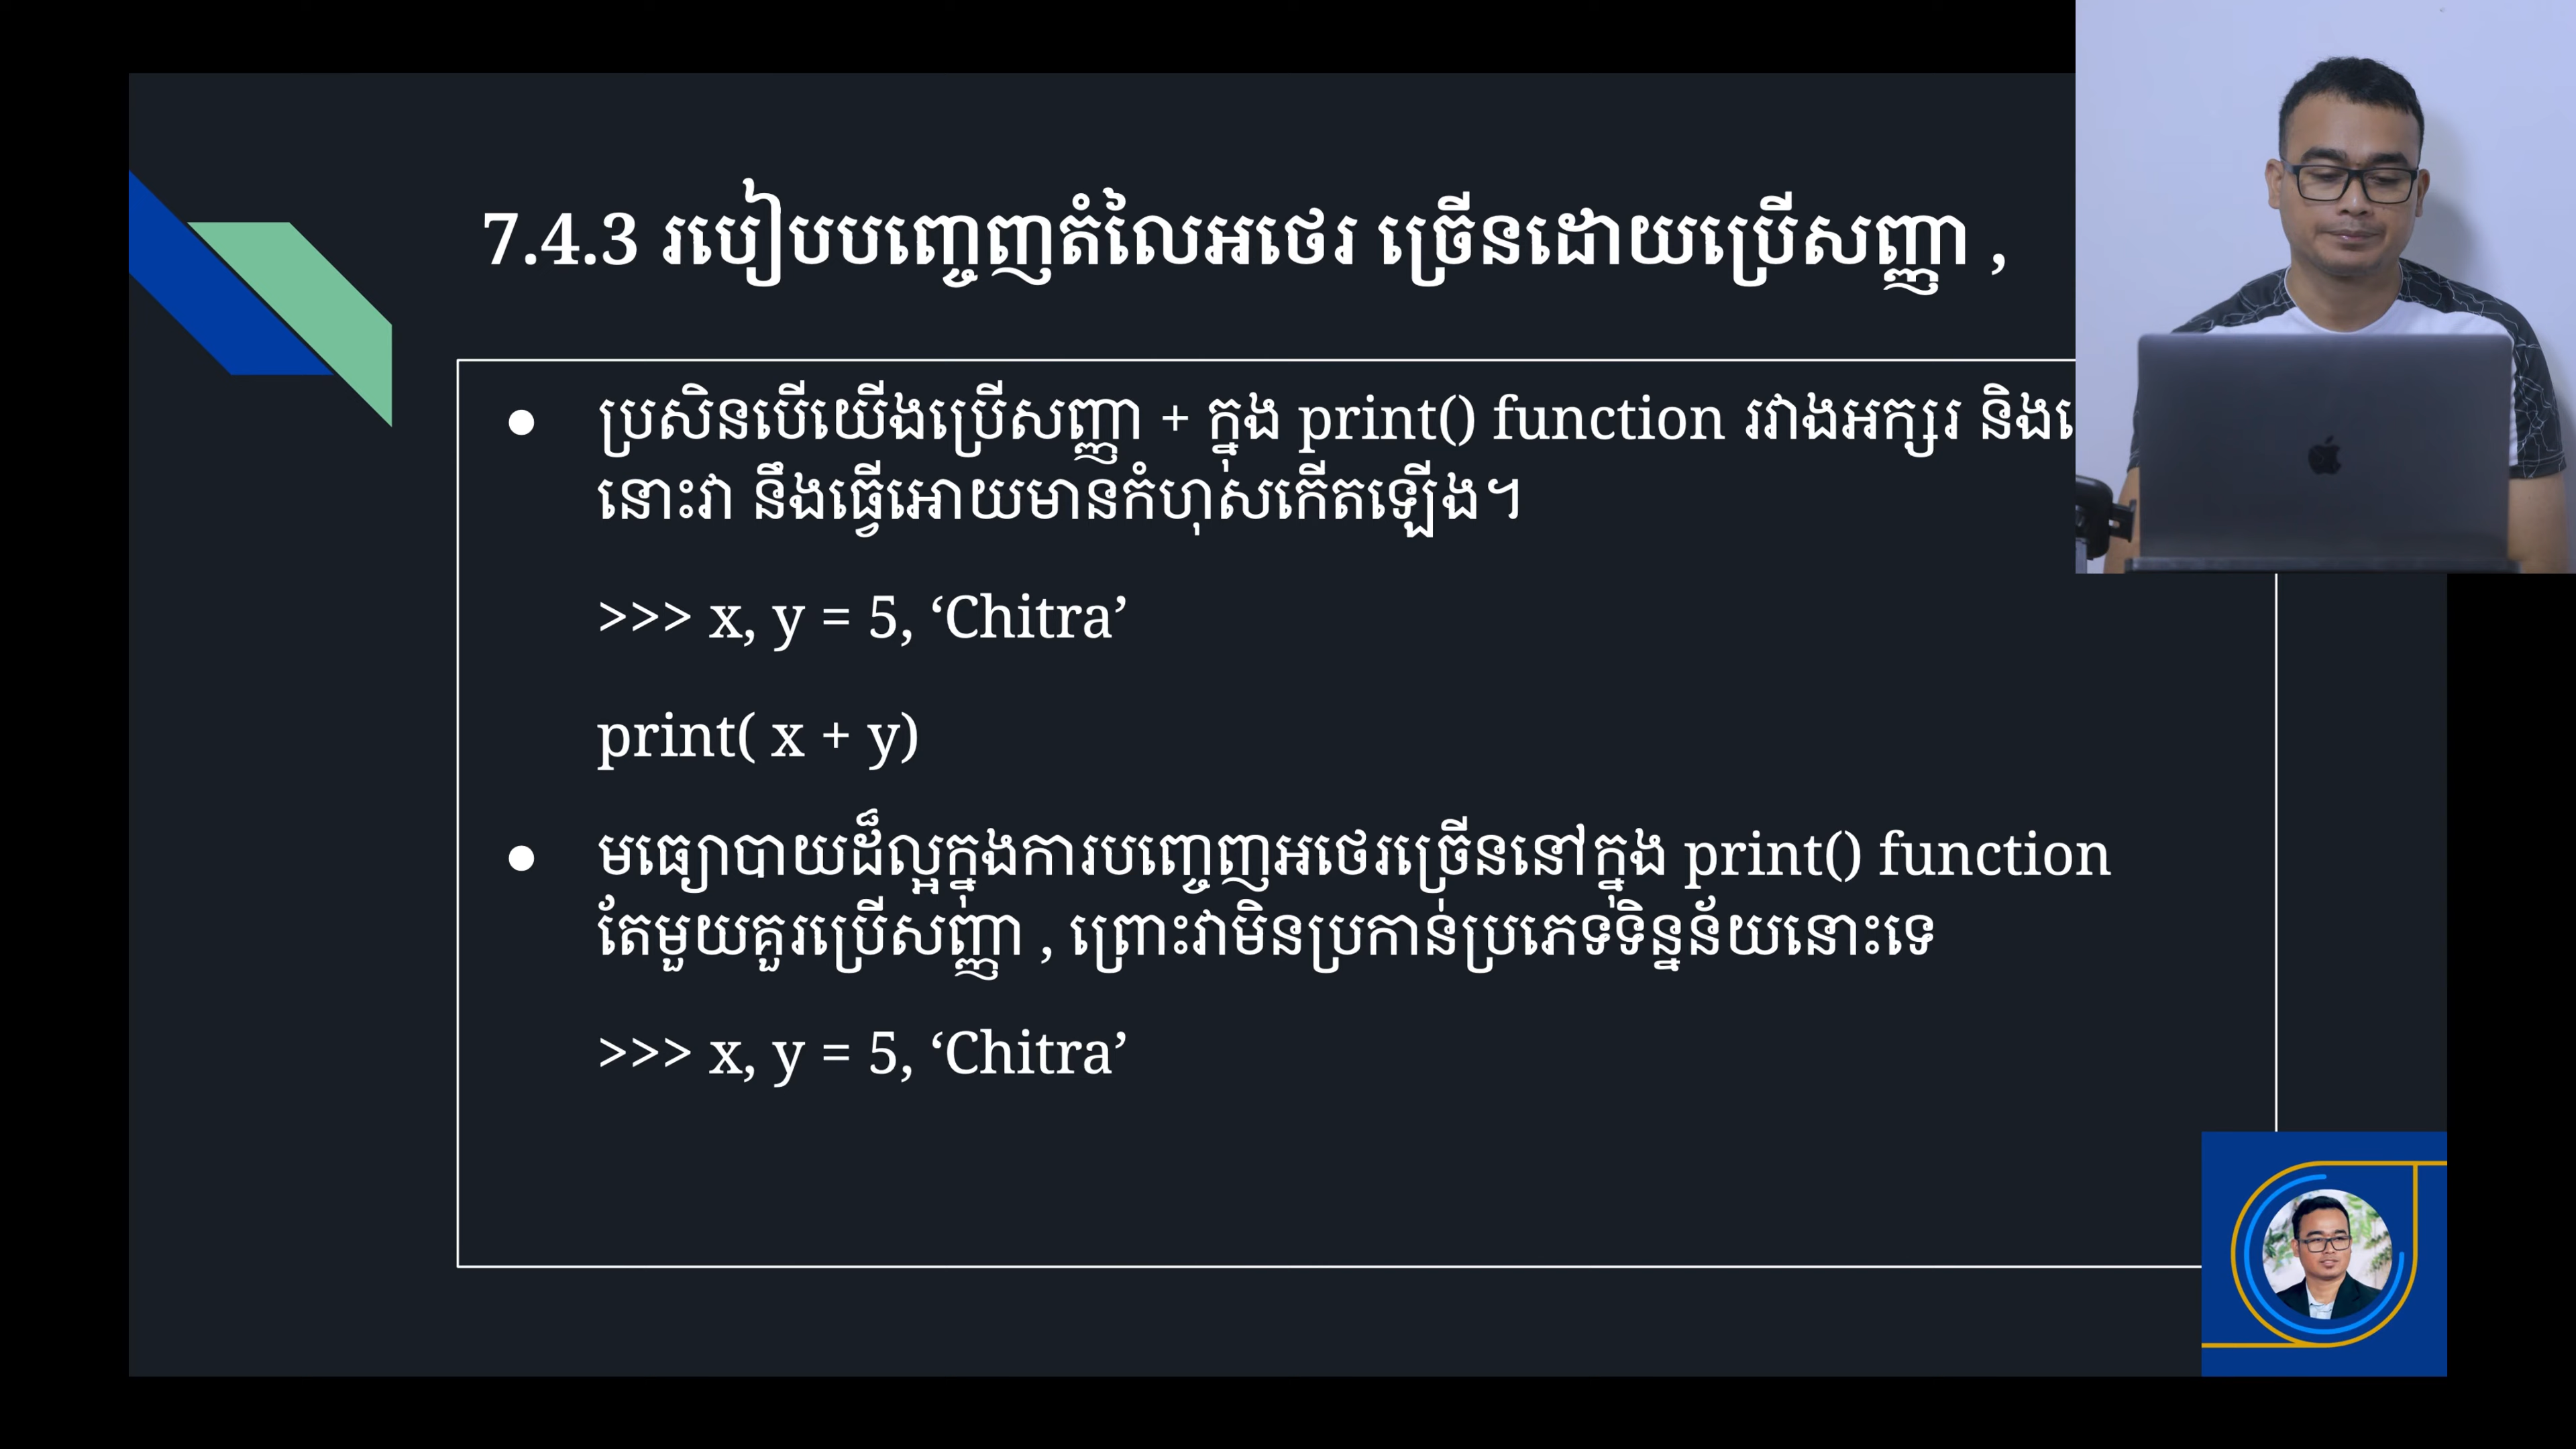 7.4.3 របៀបបញ្ចេញតំលៃអថេរ ច្រើនដោយប្រើសញ្ញា ,
ប្រសិនបើយើងប្រើសញ្ញា + ក្នុង print() function រវាងអក្សរ និង
នោះវា នឹងធ្វើអោយមានកំហុសកើតឡើង។
>>> x, y = 5, ‘Chitra’
print( x + y)
មធ្យោបាយដ៏ល្អក្នុងការបញ្ចេញអថេរច្រើននៅក្នុង print() function
តែមួយគួរប្រើសញ្ញា , ព្រោះវាមិនប្រកាន់ប្រភេទទិន្នន័យនោះទេ
>>> x, y = 5, ‘Chitra’